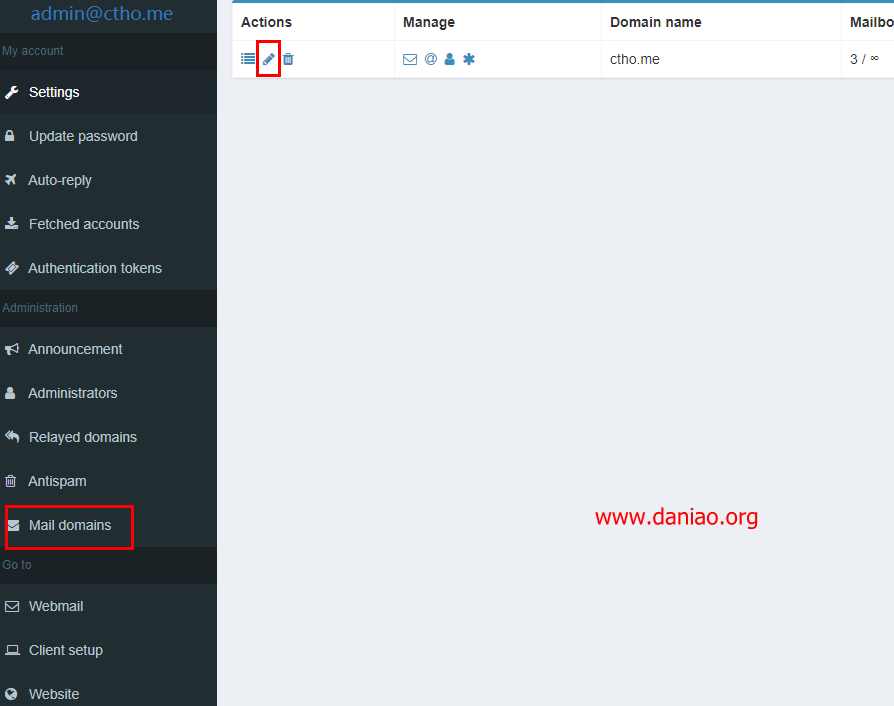 admin@ctho.me
My account
Settings
Update password
Auto-reply
Fetched accounts
Authentication tokens
Administration
Announcement
Administrators
Relayed domains
Antispam
Mail domains
Go to
Webmail
Client setup
Website
Actions Manage Domain name Mailbo
@ ctho.me 3 / ∞
www.daniao.org